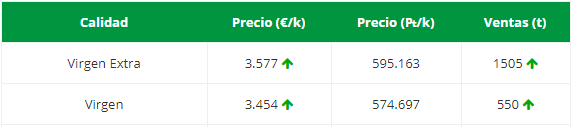 Calidad Precio (€/k) Precio (₧/k) Ventas (t)
Virgen Extra 3.577 595.163 1505
Virgen 3.454 574.697 550